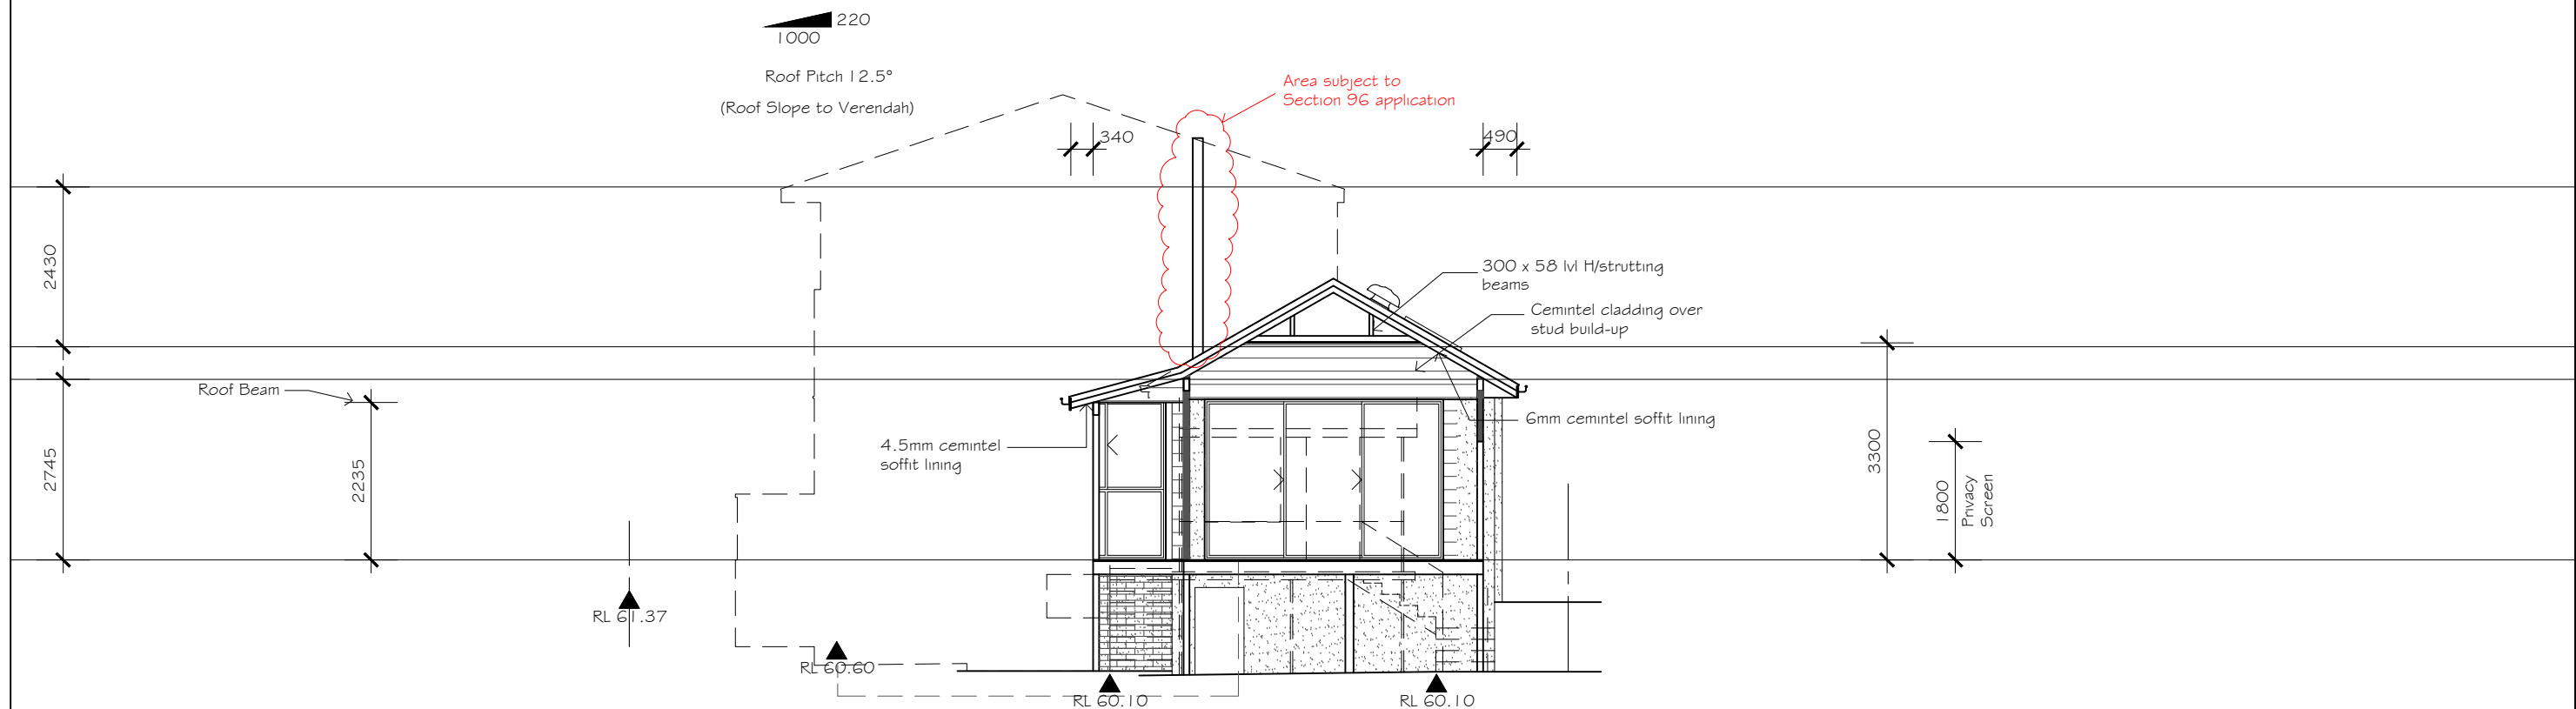 220
1000
Roof Pitch 12.5°
(Roof Slope to Verendah)
Area subject to
Section 96 application
340
490
2430
300 x 58 lvl H/strutting
beams
Cemintel cladding over
stud build-up
Roof Beam
6mm cemintel soffit lining
4.5mm cemintel
soffit lining
2745
2235
3300
1800
Privacy
Screen
RL 61.37
RL 60.60
RL 60.10
RL 60.10